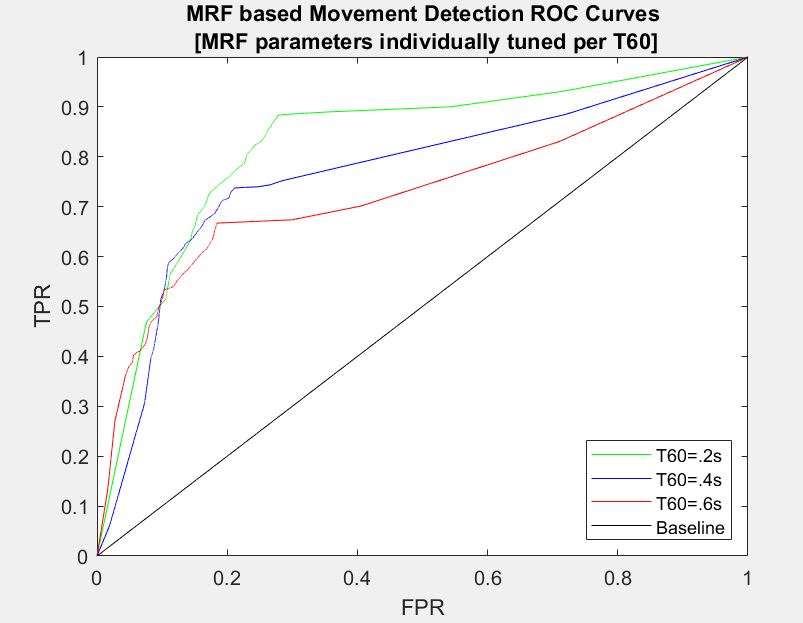 MRF based Movement Detection ROC Curves
[MRF parameters individually tuned per T60]
1
0.9
0.8
0.7
0.6
0.5
0.4
0.3
0.2
0.1
0
TPR
T60=.2s
T60=.4s
T60=.6s
Baseline
0 0.2 0.4 0.6 0.8 1
FPR